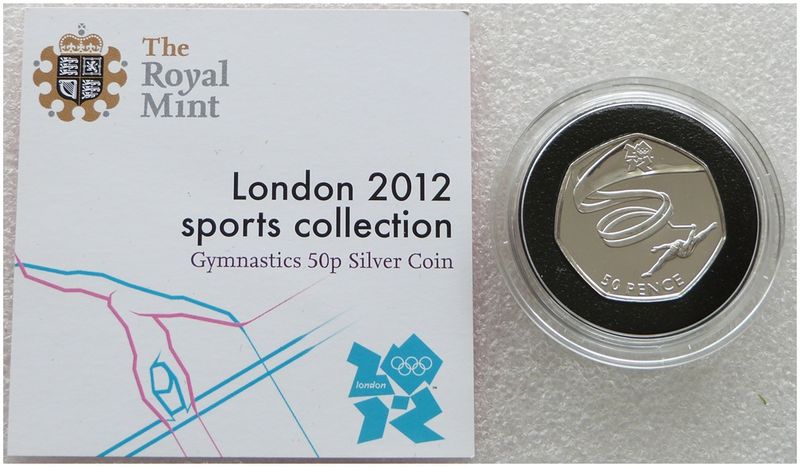 The
Royal
Mint
London 2012
sports collection
Gymnastics 50p Silver Coin
london
50 PENCE